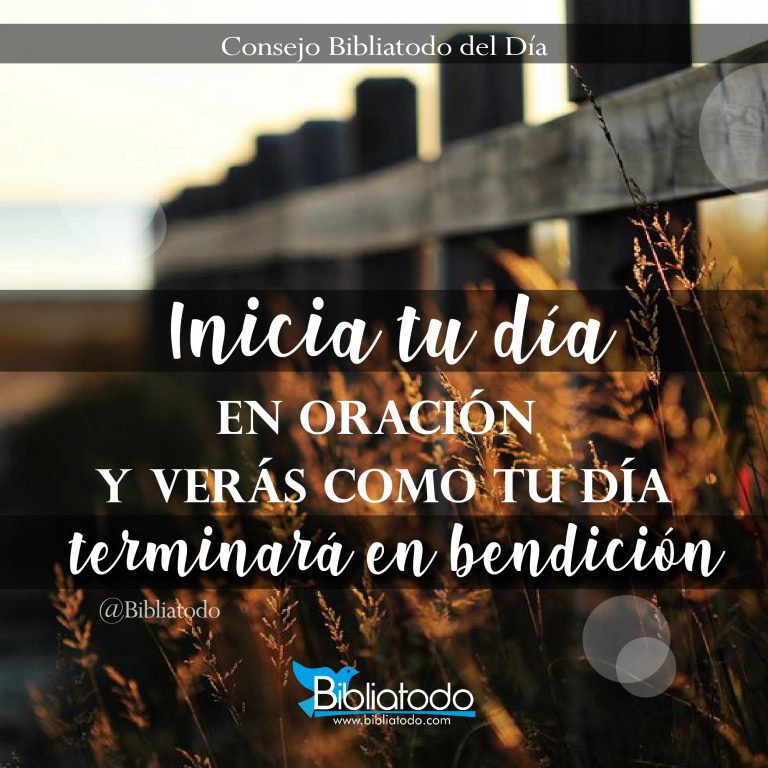 Consejo Bibliatodo del Día
Inicia tu día
EN ORACIÓN
Y VERÁS COMO TU DÍA
terminará en bendición
@Bibliatodo
Bibliatodo
www.bibliatodo.com